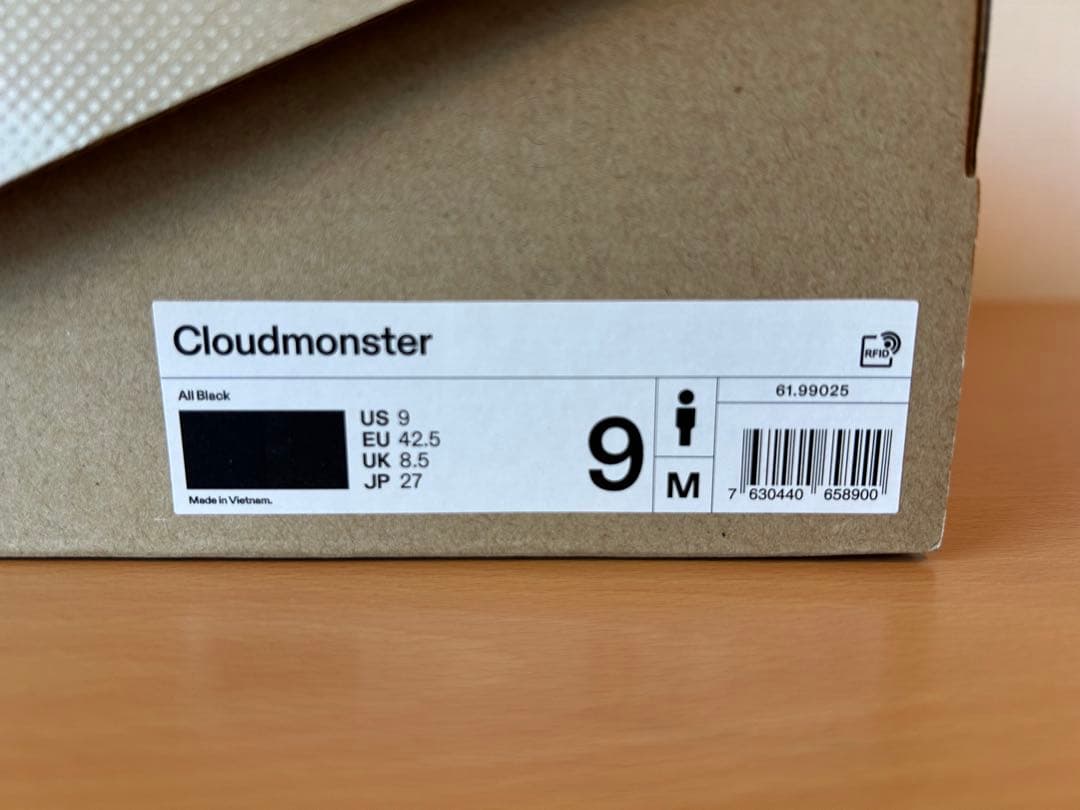 Cloudmonster
RFID
All Black
US 9
EU 42.5
UK 8.5
JP 27
Made in Vietnam.
9
M
61.99025
7 630440 658900